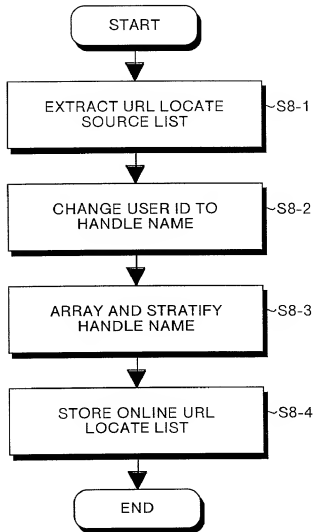 START
EXTRACT URL LOCATE
SOURCE LIST
S8-1
CHANGE USER ID TO
HANDLE NAME
S8-2
ARRAY AND STRATIFY
HANDLE NAME
S8-3
STORE ONLINE URL
LOCATE LIST
S8-4
END